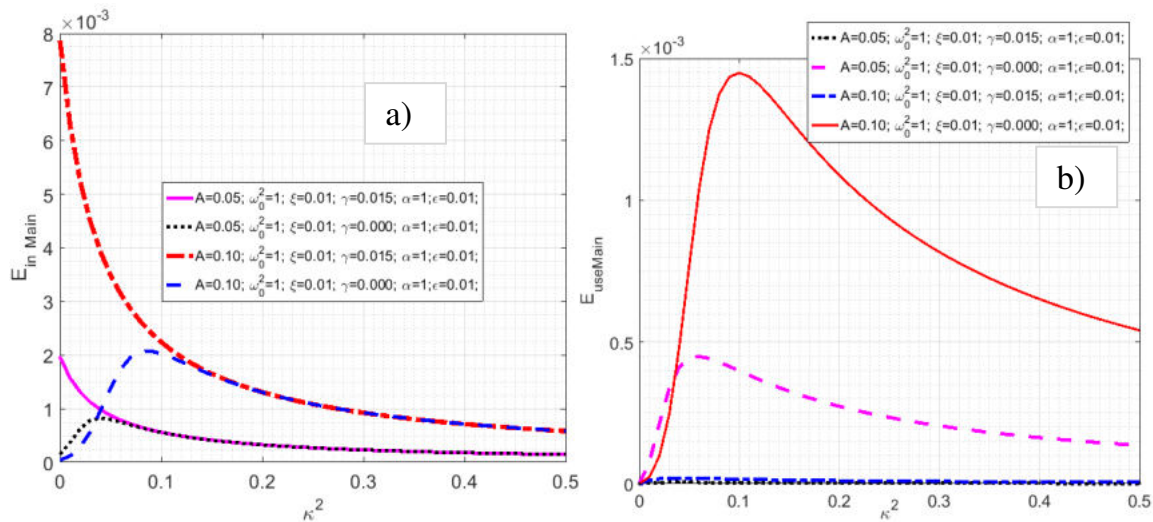 ×10⁻³
8
7
6
5
4
3
2
1
0
E_in Main
a)
A=0.05; ω₀²=1; ξ=0.01; γ=0.015; α=1;ϵ=0.01;
A=0.05; ω₀²=1; ξ=0.01; γ=0.000; α=1;ϵ=0.01;
A=0.10; ω₀²=1; ξ=0.01; γ=0.015; α=1;ϵ=0.01;
A=0.10; ω₀²=1; ξ=0.01; γ=0.000; α=1;ϵ=0.01;
0 0.1 0.2 0.3 0.4 0.5
κ²
×10⁻³
1.5
1
0.5
0
E_useMain
A=0.05; ω₀²=1; ξ=0.01; γ=0.015; α=1;ϵ=0.01;
A=0.05; ω₀²=1; ξ=0.01; γ=0.000; α=1;ϵ=0.01;
A=0.10; ω₀²=1; ξ=0.01; γ=0.015; α=1;ϵ=0.01;
A=0.10; ω₀²=1; ξ=0.01; γ=0.000; α=1;ϵ=0.01;
b)
0 0.1 0.2 0.3 0.4 0.5
κ²